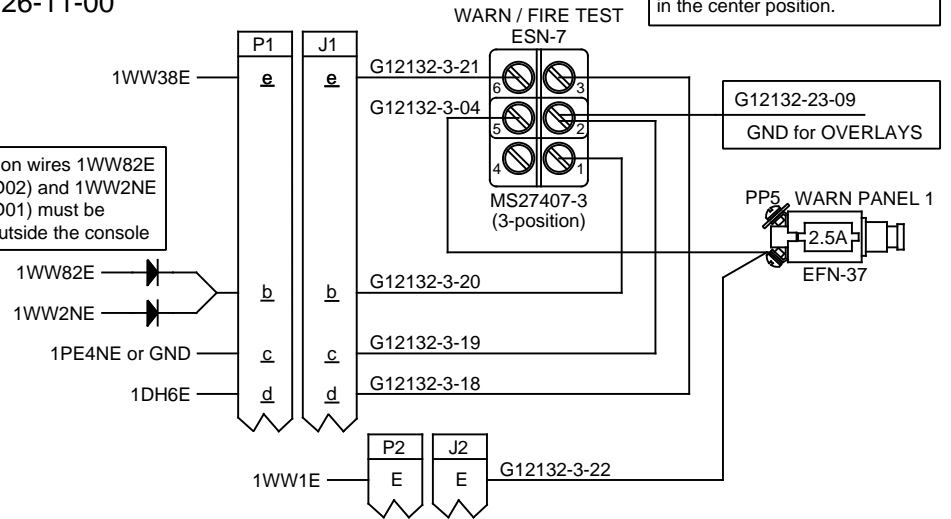 26-11-00
in the center position.
WARN / FIRE TEST
ESN-7
P1
J1
1WW38E
e
e
G12132-3-21
G12132-3-04
6
3
5
2
4
1
MS27407-3
(3-position)
G12132-23-09
GND for OVERLAYS
on wires 1WW82E
D02) and 1WW2NE
D01) must be
utside the console
PP5
WARN PANEL 1
2.5A
EFN-37
1WW82E
1WW2NE
b
b
G12132-3-20
1PE4NE or GND
c
c
G12132-3-19
1DH6E
d
d
G12132-3-18
P2
J2
1WW1E
E
E
G12132-3-22